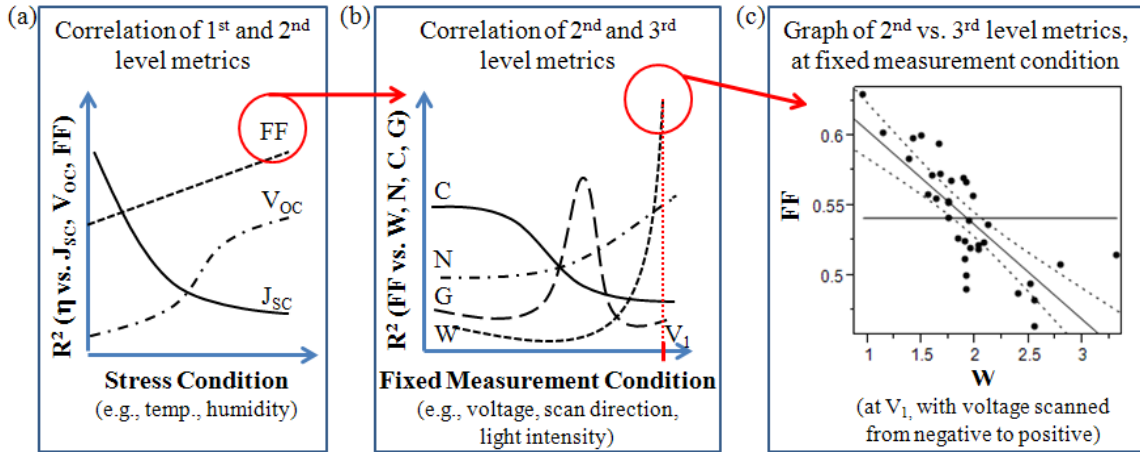 (a)
Correlation of 1st and 2nd
level metrics
R² (η vs. JSC, VOC, FF)
FF
VOC
JSC
Stress Condition
(e.g., temp., humidity)
(b)
Correlation of 2nd and 3rd
level metrics
R² (FF vs. W, N, C, G)
C
N
G
W
V1
Fixed Measurement Condition
(e.g., voltage, scan direction,
light intensity)
(c)
Graph of 2nd vs. 3rd level metrics,
at fixed measurement condition
FF
0.6
0.55
0.5
1 1.5 2 2.5 3
W
(at V1, with voltage scanned
from negative to positive)